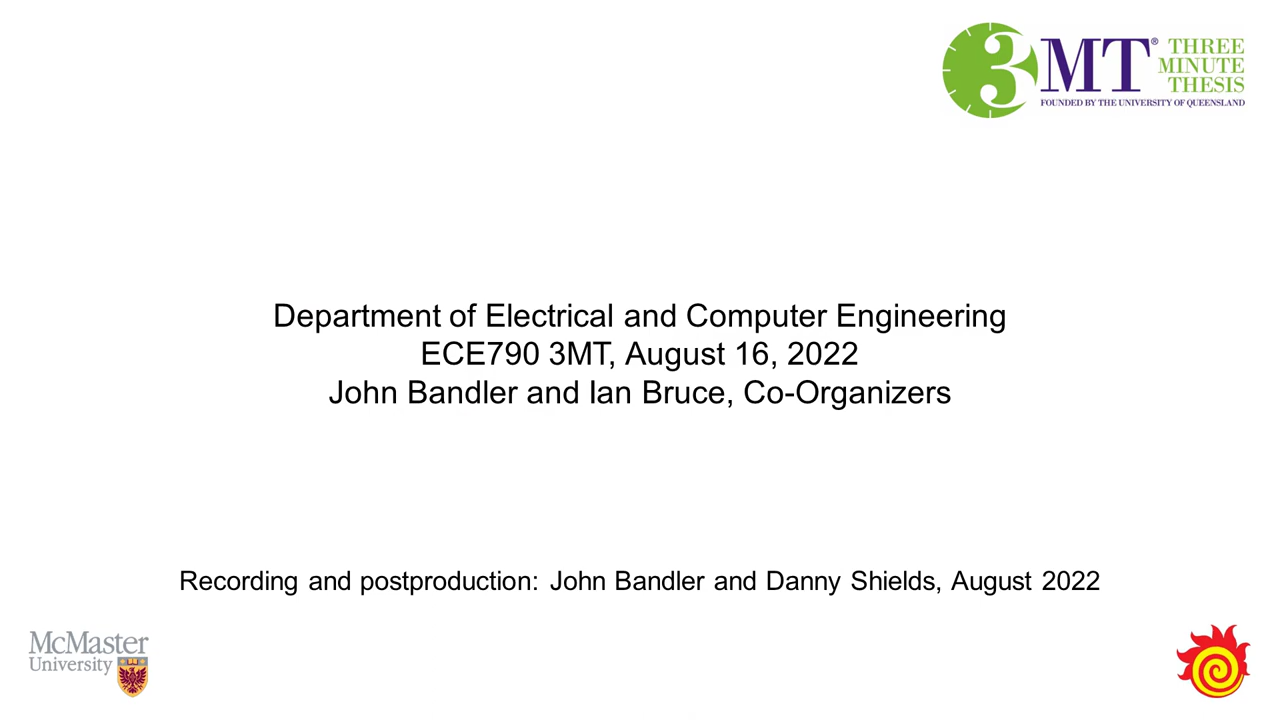 3MT® THREE
MINUTE
THESIS
FOUNDED BY THE UNIVERSITY OF QUEENSLAND
Department of Electrical and Computer Engineering
ECE790 3MT, August 16, 2022
John Bandler and Ian Bruce, Co-Organizers
Recording and postproduction: John Bandler and Danny Shields, August 2022
McMaster
University